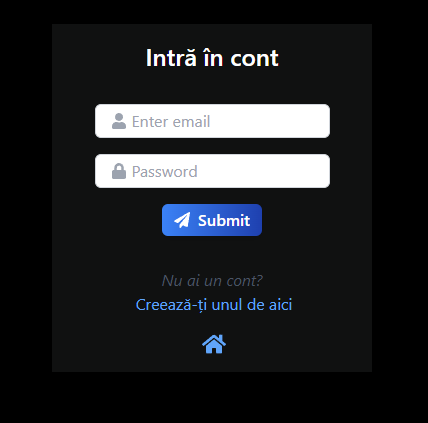 Intră în cont
Enter email
Password
Submit
Nu ai un cont?
Creează-ți unul de aici